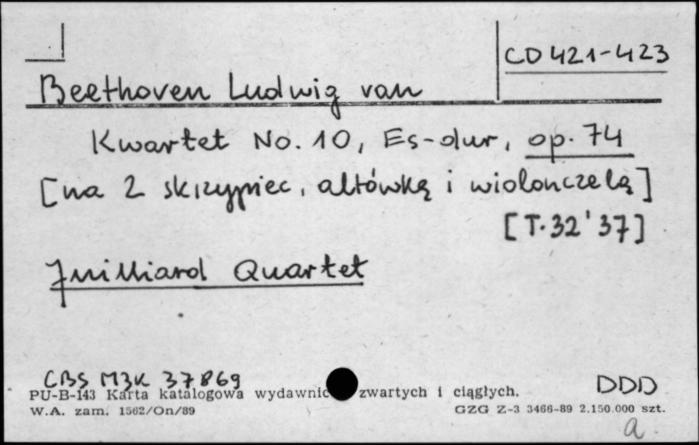 CD 421-423
Beethoven Ludwig van
Kwartet No. 10, Es-dur, op. 74
[na 2 skrzypiec, altówkę i wiolonczelę]
[T. 32' 37]
Juilliard Quartet
CBS M3K 37869
DDD
PU-B-143 Karta katalogowa wydawnic zwartych i ciągłych.
W.A. zam. 1562/On/89 GZG Z-3 3466-89 2.150.000 szt.
a